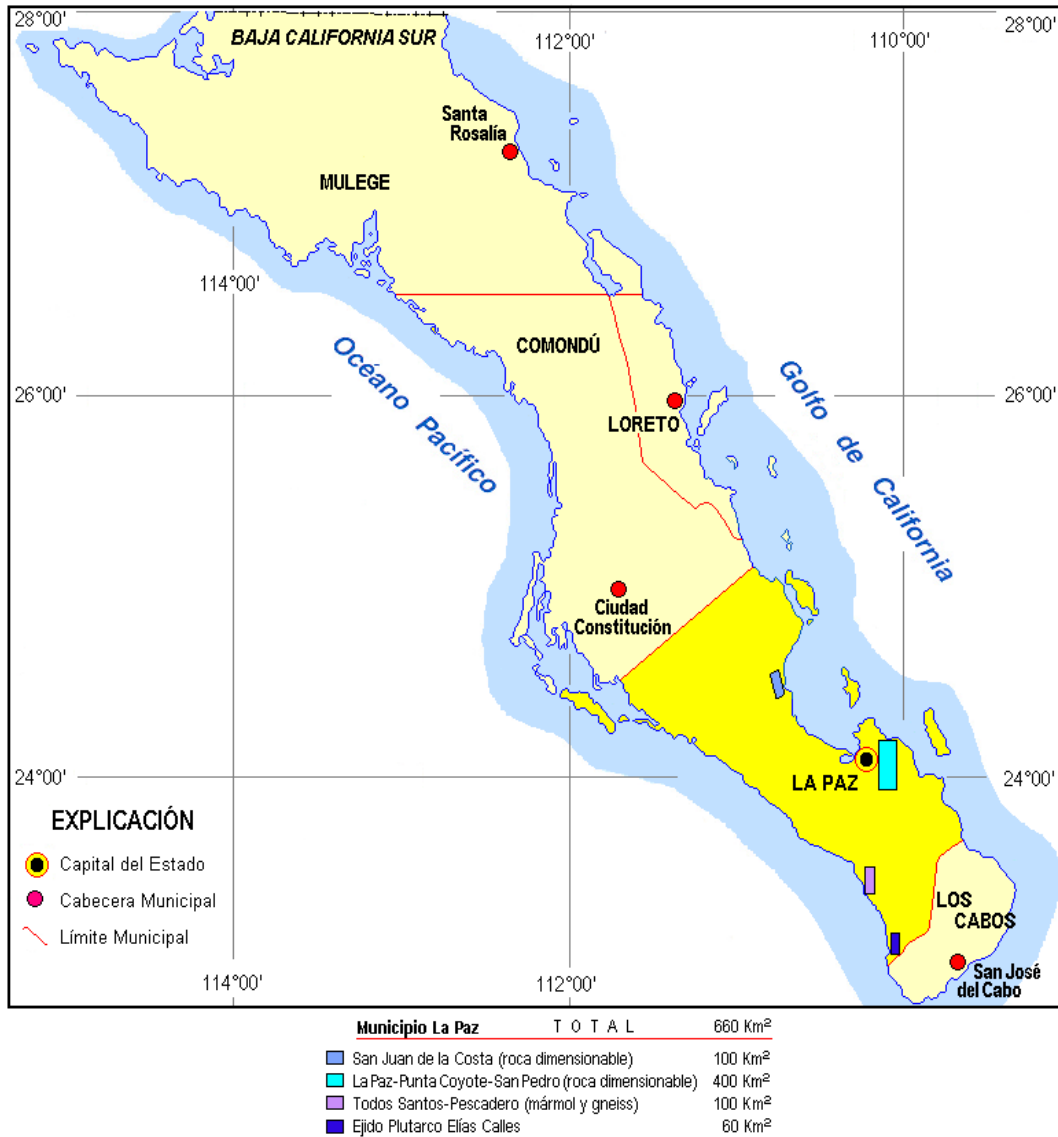 28°00'
BAJA CALIFORNIA SUR
112°00'
110°00'
28°00'
Santa
Rosalía
MULEGE
114°00'
COMONDÚ
Océano Pacífico
Golfo de California
26°00'
LORETO
26°00'
Ciudad
Constitución
24°00'
LA PAZ
24°00'
EXPLICACIÓN
Capital del Estado
Cabecera Municipal
Límite Municipal
LOS
CABOS
San José
del Cabo
114°00'
112°00'
Municipio La Paz T O T A L 660 Km²
San Juan de la Costa (roca dimensionable) 100 Km²
La Paz-Punta Coyote-San Pedro (roca dimensionable) 400 Km²
Todos Santos-Pescadero (mármol y gneiss) 100 Km²
Ejido Plutarco Elías Calles 60 Km²